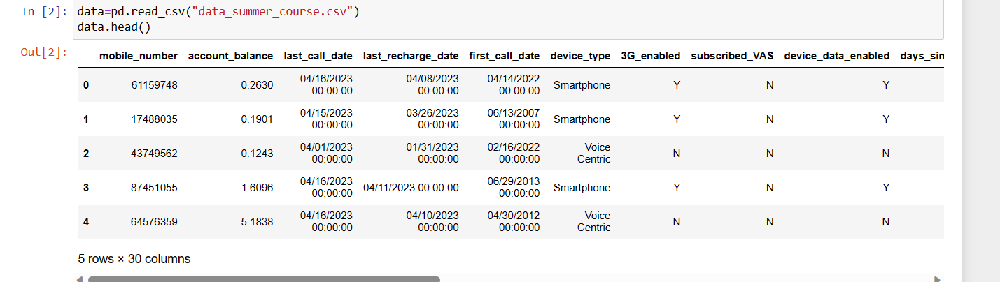 In [2]: data=pd.read_csv("data_summer_course.csv")
data.head()
Out[2]:
mobile_number account_balance last_call_date last_recharge_date first_call_date device_type 3G_enabled subscribed_VAS device_data_enabled days_sim
0 61159748 0.2630 04/16/2023 00:00:00 04/08/2023 00:00:00 04/14/2022 00:00:00 Smartphone Y N Y
1 17488035 0.1901 04/15/2023 00:00:00 03/26/2023 00:00:00 06/13/2007 00:00:00 Smartphone Y N Y
2 43749562 0.1243 04/01/2023 00:00:00 01/31/2023 00:00:00 02/16/2022 00:00:00 Voice Centric N N N
3 87451055 1.6096 04/16/2023 00:00:00 04/11/2023 00:00:00 06/29/2013 00:00:00 Smartphone Y N Y
4 64576359 5.1838 04/16/2023 00:00:00 04/10/2023 00:00:00 04/30/2012 00:00:00 Voice Centric N N N
5 rows × 30 columns